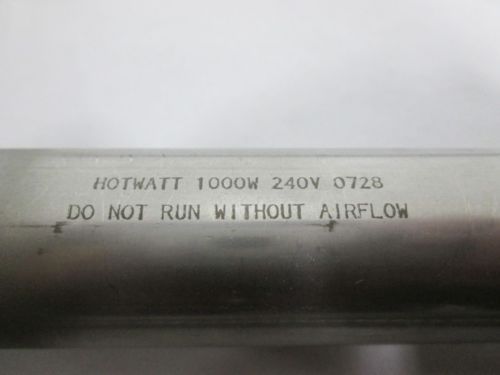 HOTWATT 1000W 240V 0728
DO NOT RUN WITHOUT AIRFLOW